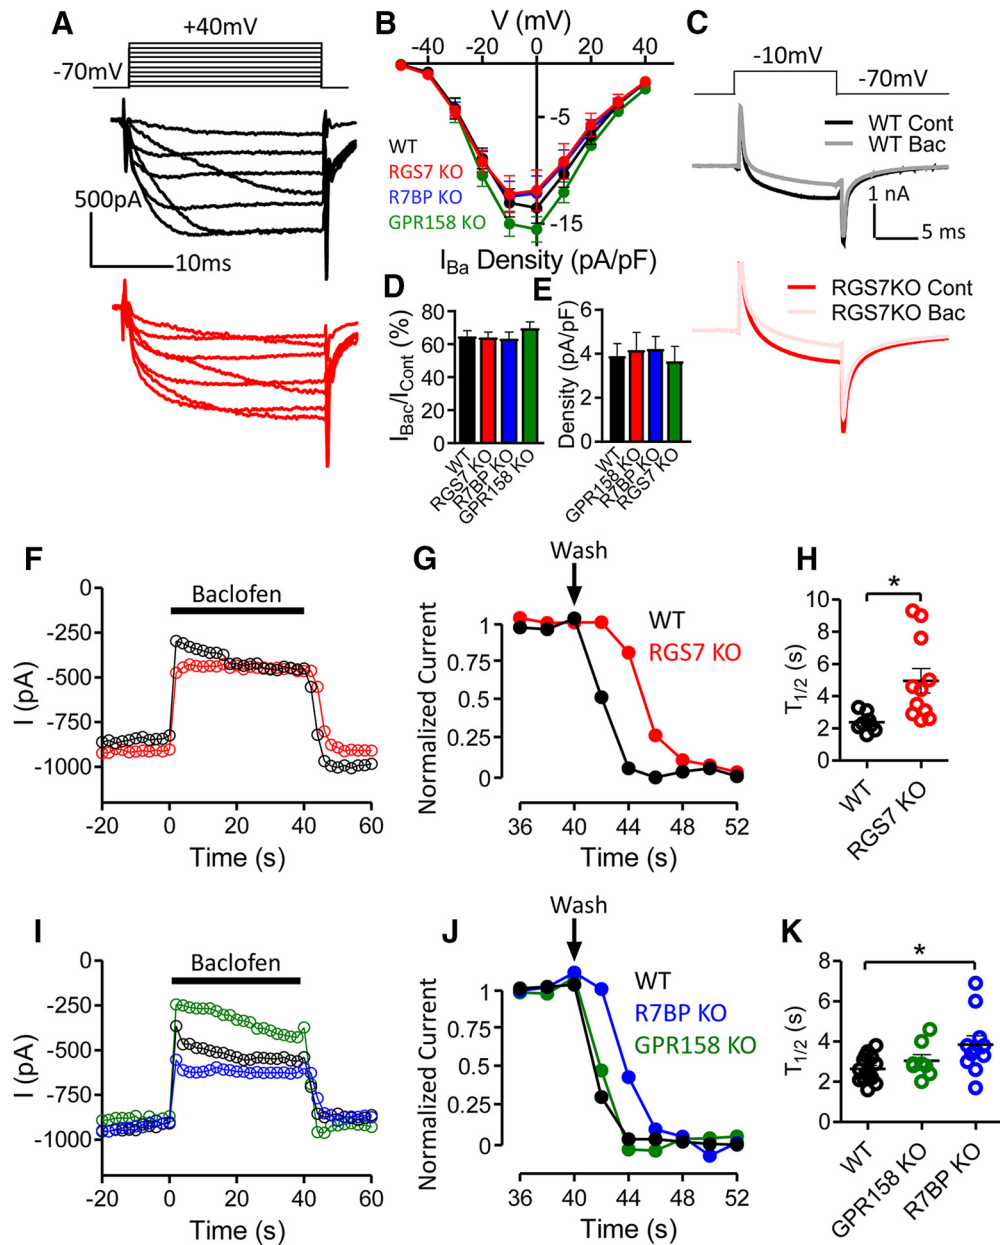 A
+40mV
-70mV
500pA
10ms
B
V (mV)
-40 -20 0 20 40
-5
-15
WT
RGS7 KO
R7BP KO
GPR158 KO
IBa Density (pA/pF)
C
-10mV
-70mV
WT Cont
WT Bac
1 nA
5 ms
RGS7KO Cont
RGS7KO Bac
D
IBac/ICont (%)
80
60
40
20
0
WT
RGS7 KO
R7BP KO
GPR158 KO
E
Density (pA/pF)
6
4
2
0
WT
GPR158 KO
R7BP KO
RGS7 KO
F
I (pA)
0
-250
-500
-750
-1000
Baclofen
-20 0 20 40 60
Time (s)
G
Wash
Normalized Current
1
0.75
0.5
0.25
0
WT
RGS7 KO
36 40 44 48 52
Time (s)
H
T1/2 (s)
10
8
6
4
2
0
*
WT
RGS7 KO
I
I (pA)
0
-250
-500
-750
-1000
Baclofen
-20 0 20 40 60
Time (s)
J
Wash
Normalized Current
1
0.75
0.5
0.25
0
WT
R7BP KO
GPR158 KO
36 40 44 48 52
Time (s)
K
T1/2 (s)
8
6
4
2
0
*
WT
GPR158 KO
R7BP KO